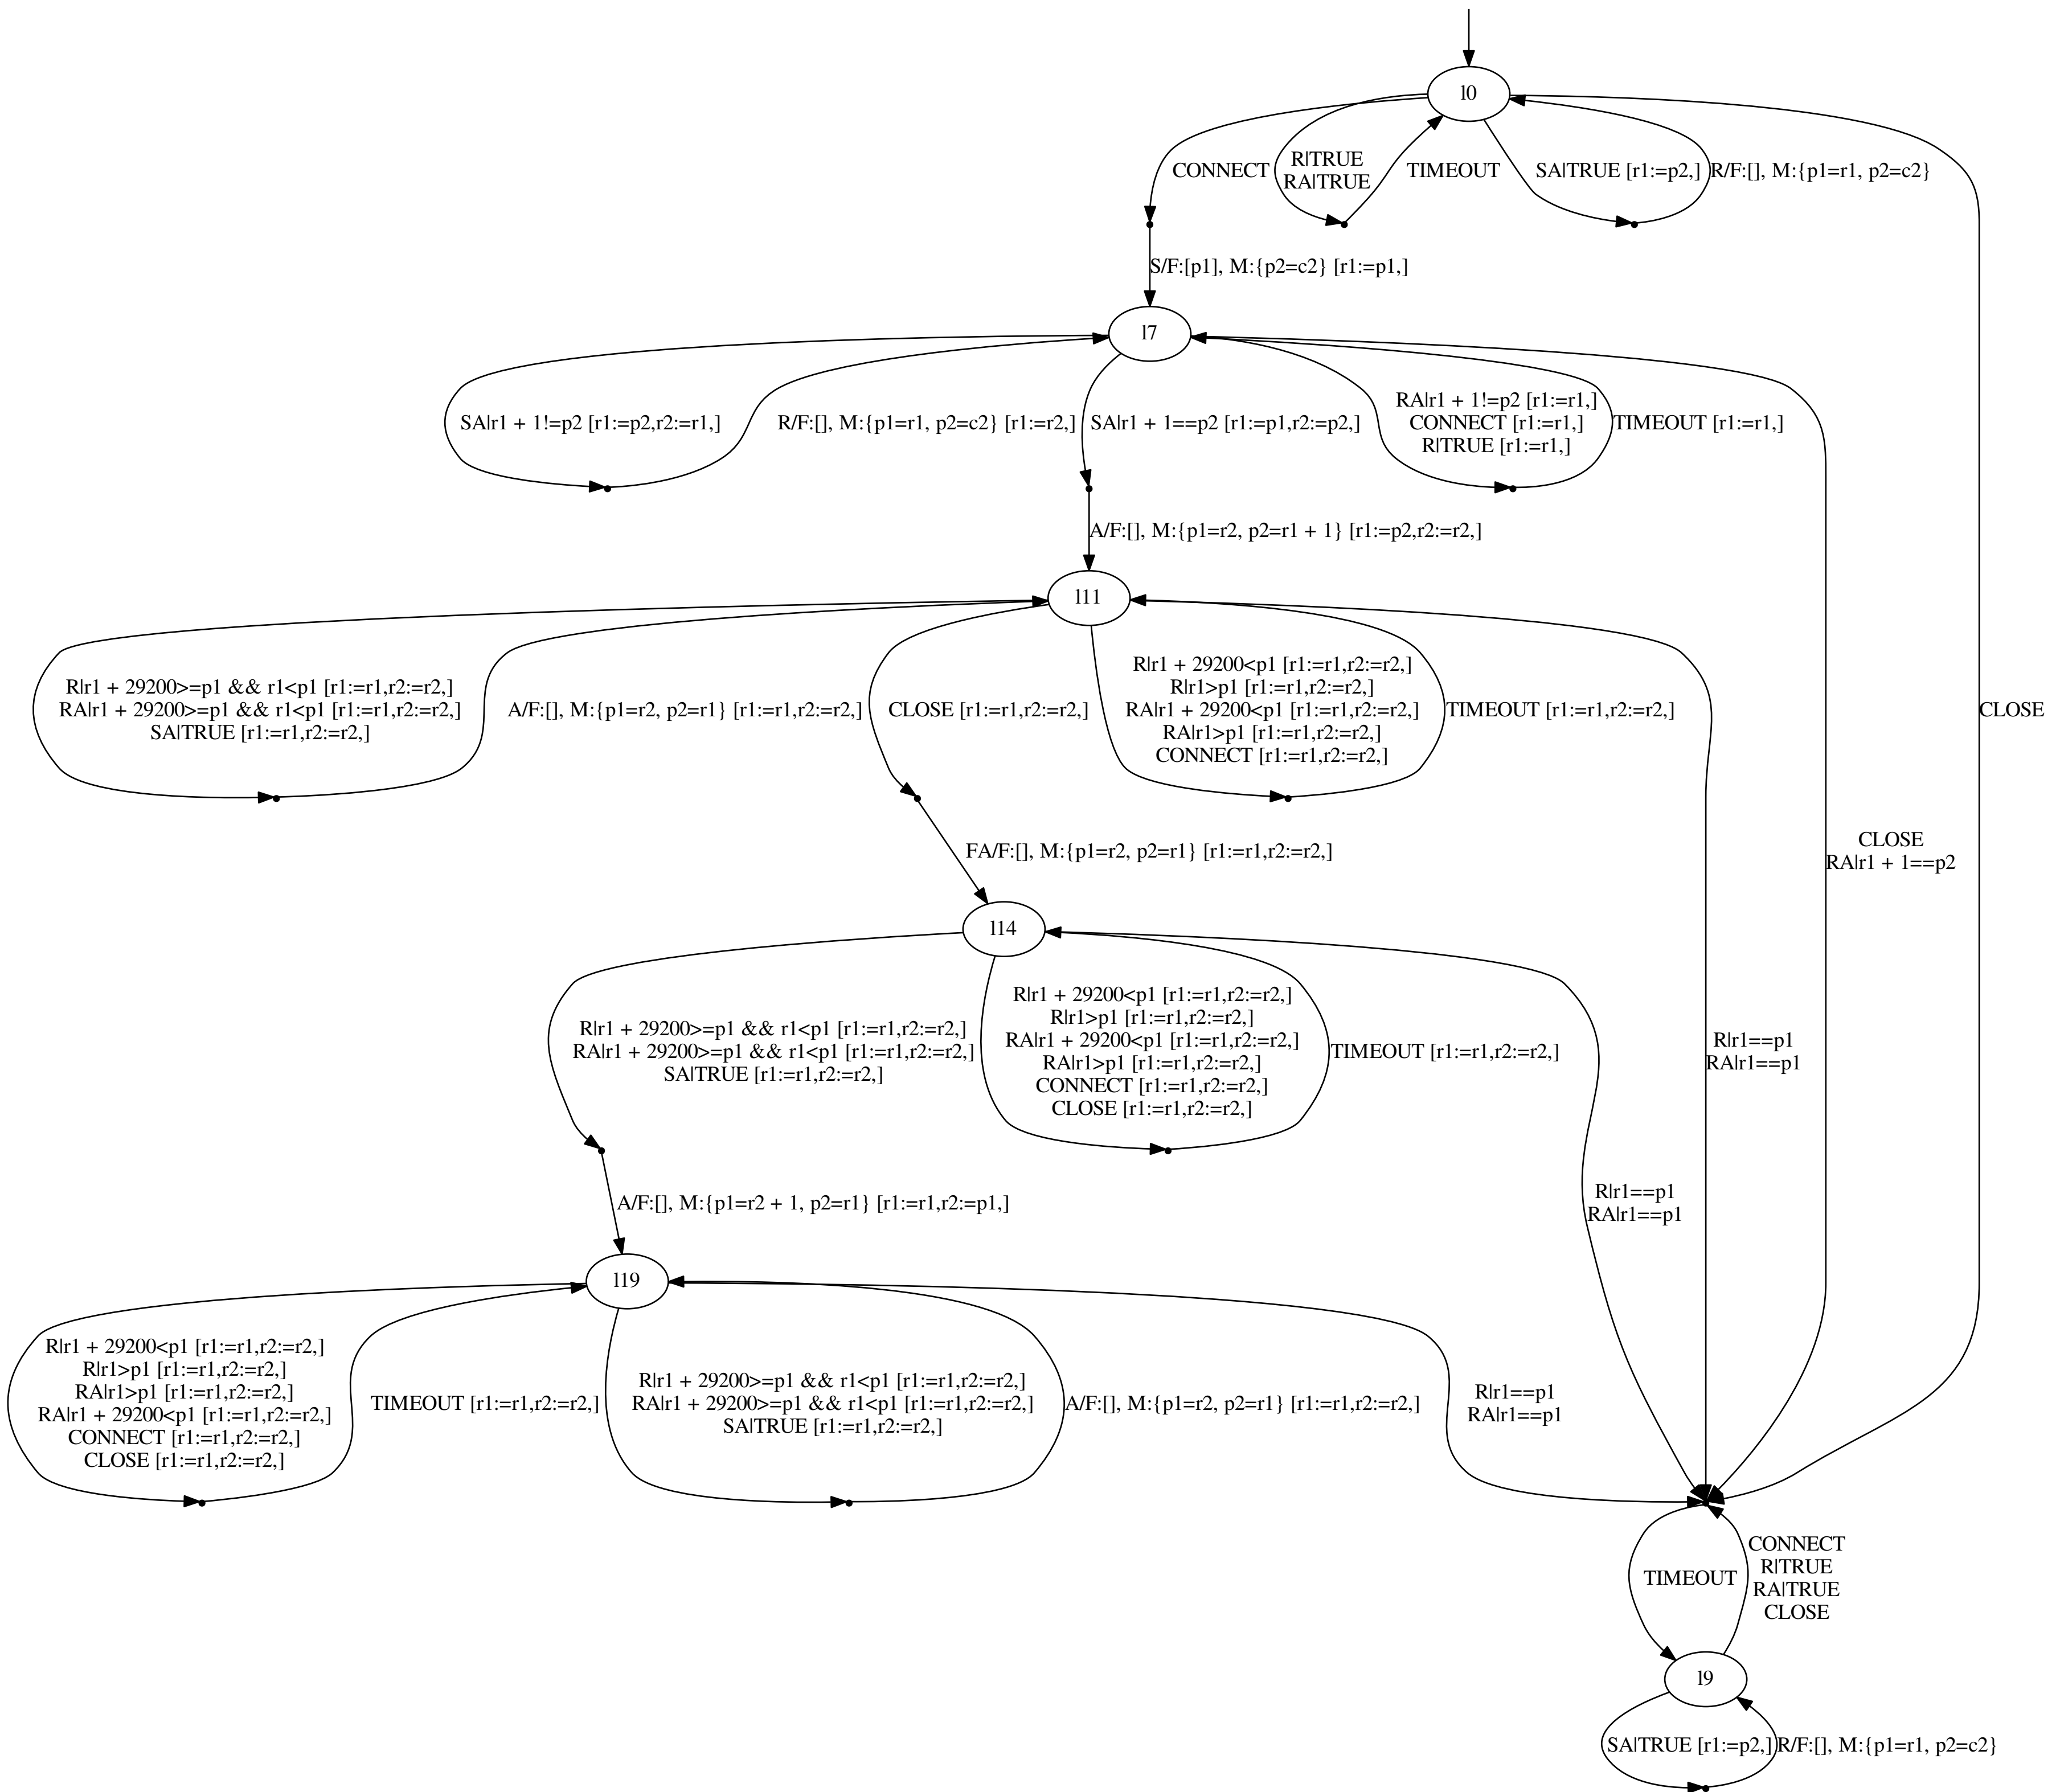 l0
CONNECT
R|TRUE
RA|TRUE
TIMEOUT
SA|TRUE [r1:=p2,]
R/F:[], M:{p1=r1, p2=c2}
S/F:[p1], M:{p2=c2} [r1:=p1,]
l7
SA|r1 + 1!=p2 [r1:=p2,r2:=r1,]
R/F:[], M:{p1=r1, p2=c2} [r1:=r2,]
SA|r1 + 1==p2 [r1:=p1,r2:=p2,]
RA|r1 + 1!=p2 [r1:=r1,]
CONNECT [r1:=r1,]
R|TRUE [r1:=r1,]
TIMEOUT [r1:=r1,]
A/F:[], M:{p1=r2, p2=r1 + 1} [r1:=p2,r2:=r2,]
l11
R|r1 + 29200>=p1 && r1<p1 [r1:=r1,r2:=r2,]
RA|r1 + 29200>=p1 && r1<p1 [r1:=r1,r2:=r2,]
SA|TRUE [r1:=r1,r2:=r2,]
A/F:[], M:{p1=r2, p2=r1} [r1:=r1,r2:=r2,]
CLOSE [r1:=r1,r2:=r2,]
R|r1 + 29200<p1 [r1:=r1,r2:=r2,]
R|r1>p1 [r1:=r1,r2:=r2,]
RA|r1 + 29200<p1 [r1:=r1,r2:=r2,]
RA|r1>p1 [r1:=r1,r2:=r2,]
CONNECT [r1:=r1,r2:=r2,]
TIMEOUT [r1:=r1,r2:=r2,]
CLOSE
CLOSE
RA|r1 + 1==p2
FA/F:[], M:{p1=r2, p2=r1} [r1:=r1,r2:=r2,]
l14
R|r1 + 29200>=p1 && r1<p1 [r1:=r1,r2:=r2,]
RA|r1 + 29200>=p1 && r1<p1 [r1:=r1,r2:=r2,]
SA|TRUE [r1:=r1,r2:=r2,]
R|r1 + 29200<p1 [r1:=r1,r2:=r2,]
R|r1>p1 [r1:=r1,r2:=r2,]
RA|r1 + 29200<p1 [r1:=r1,r2:=r2,]
RA|r1>p1 [r1:=r1,r2:=r2,]
CONNECT [r1:=r1,r2:=r2,]
CLOSE [r1:=r1,r2:=r2,]
TIMEOUT [r1:=r1,r2:=r2,]
R|r1==p1
RA|r1==p1
R|r1==p1
RA|r1==p1
A/F:[], M:{p1=r2 + 1, p2=r1} [r1:=r1,r2:=p1,]
l19
R|r1 + 29200<p1 [r1:=r1,r2:=r2,]
R|r1>p1 [r1:=r1,r2:=r2,]
RA|r1>p1 [r1:=r1,r2:=r2,]
RA|r1 + 29200<p1 [r1:=r1,r2:=r2,]
CONNECT [r1:=r1,r2:=r2,]
CLOSE [r1:=r1,r2:=r2,]
TIMEOUT [r1:=r1,r2:=r2,]
R|r1 + 29200>=p1 && r1<p1 [r1:=r1,r2:=r2,]
RA|r1 + 29200>=p1 && r1<p1 [r1:=r1,r2:=r2,]
SA|TRUE [r1:=r1,r2:=r2,]
A/F:[], M:{p1=r2, p2=r1} [r1:=r1,r2:=r2,]
R|r1==p1
RA|r1==p1
TIMEOUT
CONNECT
R|TRUE
RA|TRUE
CLOSE
l9
SA|TRUE [r1:=p2,]
R/F:[], M:{p1=r1, p2=c2}